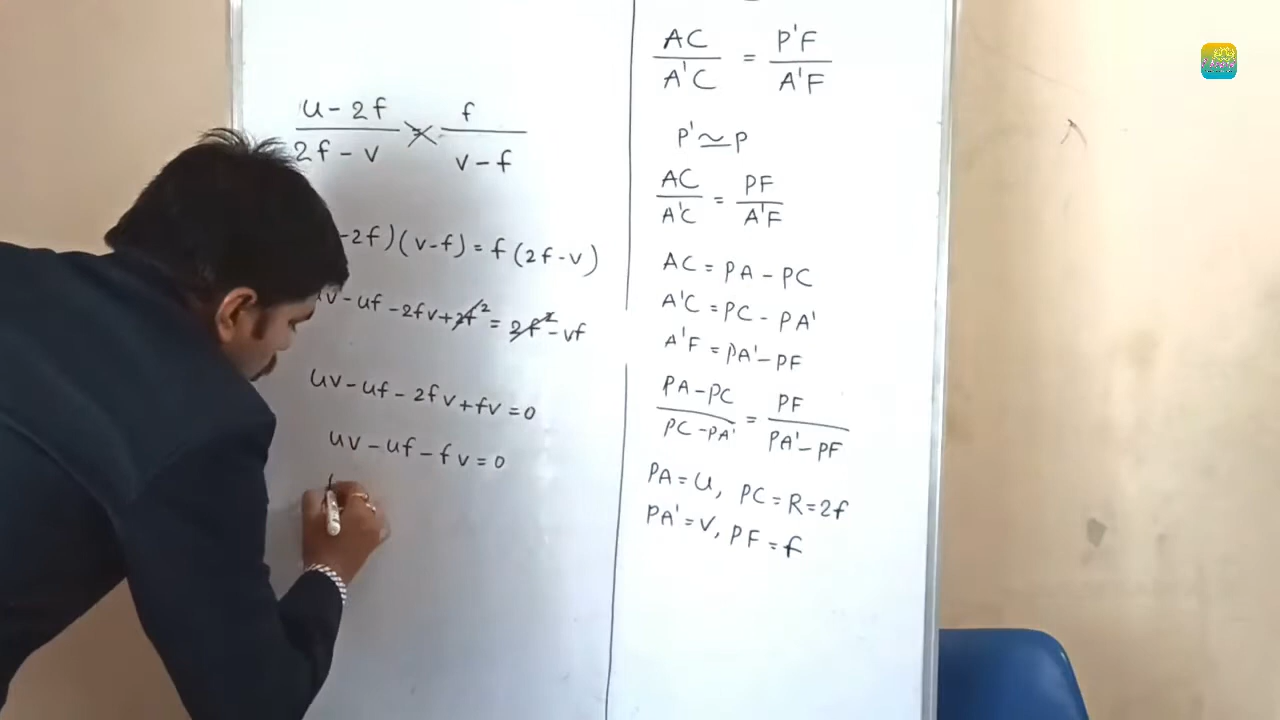 u - 2f / 2f - v = f / v - f
-2f) (v-f) = f (2f-v)
uv - uf - 2fv + 2f² = 2f² - vf
uv - uf - 2fv + fv = 0
uv - uf - fv = 0
AC / A'C = P'F / A'F
P' ≃ P
AC / A'C = PF / A'F
AC = PA - PC
A'C = PC - PA'
A'F = PA' - PF
PA - PC / PC - PA' = PF / PA' - PF
PA = u, PC = R = 2f
PA' = v, PF = f